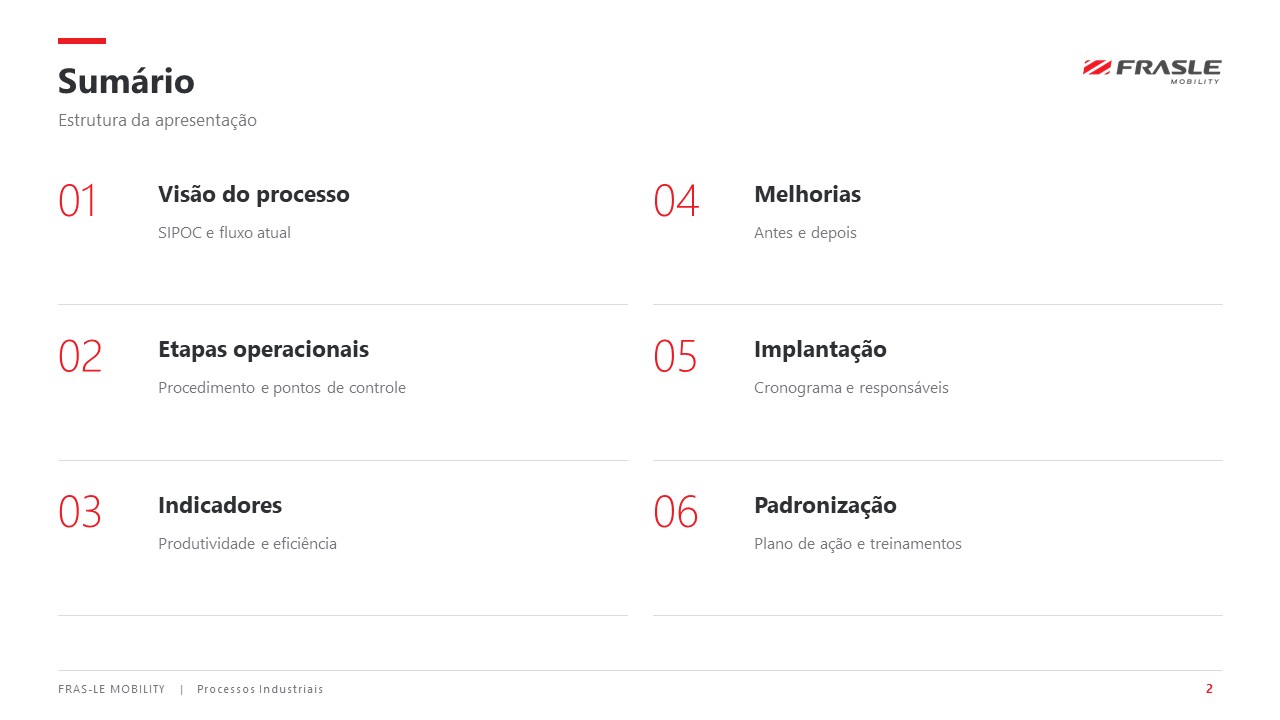 Sumário
FRASLE
MOBILITY
Estrutura da apresentação
01
Visão do processo
SIPOC e fluxo atual
02
Etapas operacionais
Procedimento e pontos de controle
03
Indicadores
Produtividade e eficiência
04
Melhorias
Antes e depois
05
Implantação
Cronograma e responsáveis
06
Padronização
Plano de ação e treinamentos
FRAS-LE MOBILITY | Processos Industriais
2